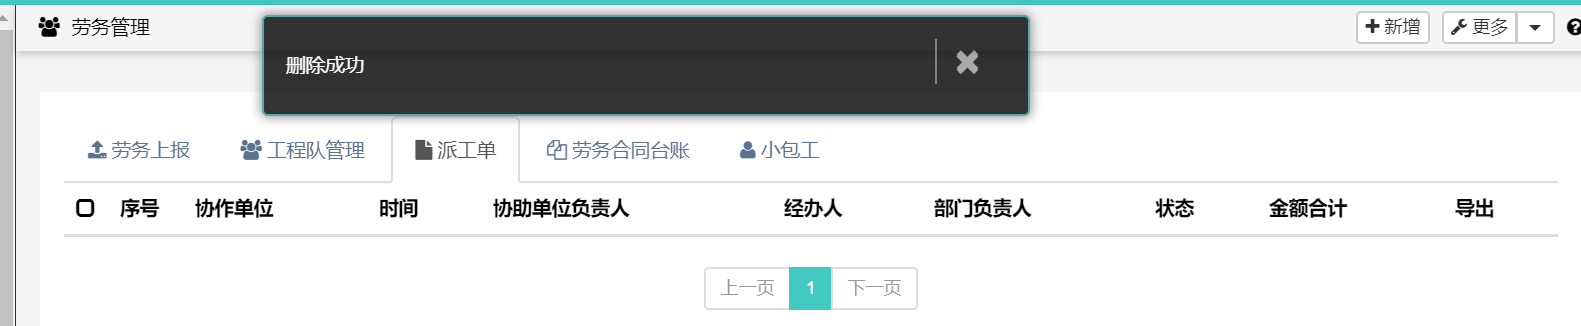 劳务管理
新增 更多
删除成功
劳务上报 工程队管理 派工单 劳务合同台账 小包工
序号 协作单位 时间 协助单位负责人 经办人 部门负责人 状态 金额合计 导出
上一页 1 下一页